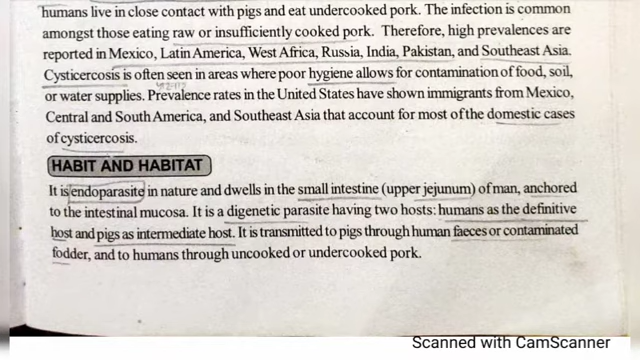 humans live in close contact with pigs and eat undercooked pork. The infection is common
amongst those eating raw or insufficiently cooked pork. Therefore, high prevalences are
reported in Mexico, Latin America, West Africa, Russia, India, Pakistan, and Southeast Asia.
Cysticercosis is often seen in areas where poor hygiene allows for contamination of food, soil,
or water supplies. Prevalence rates in the United States have shown immigrants from Mexico,
Central and South America, and Southeast Asia that account for most of the domestic cases
of cysticercosis.
HABIT AND HABITAT
It is endoparasite in nature and dwells in the small intestine (upper jejunum) of man, anchored
to the intestinal mucosa. It is a digenetic parasite having two hosts: humans as the definitive
host and pigs as intermediate host. It is transmitted to pigs through human faeces or contaminated
fodder, and to humans through uncooked or undercooked pork.
Scanned with CamScanner